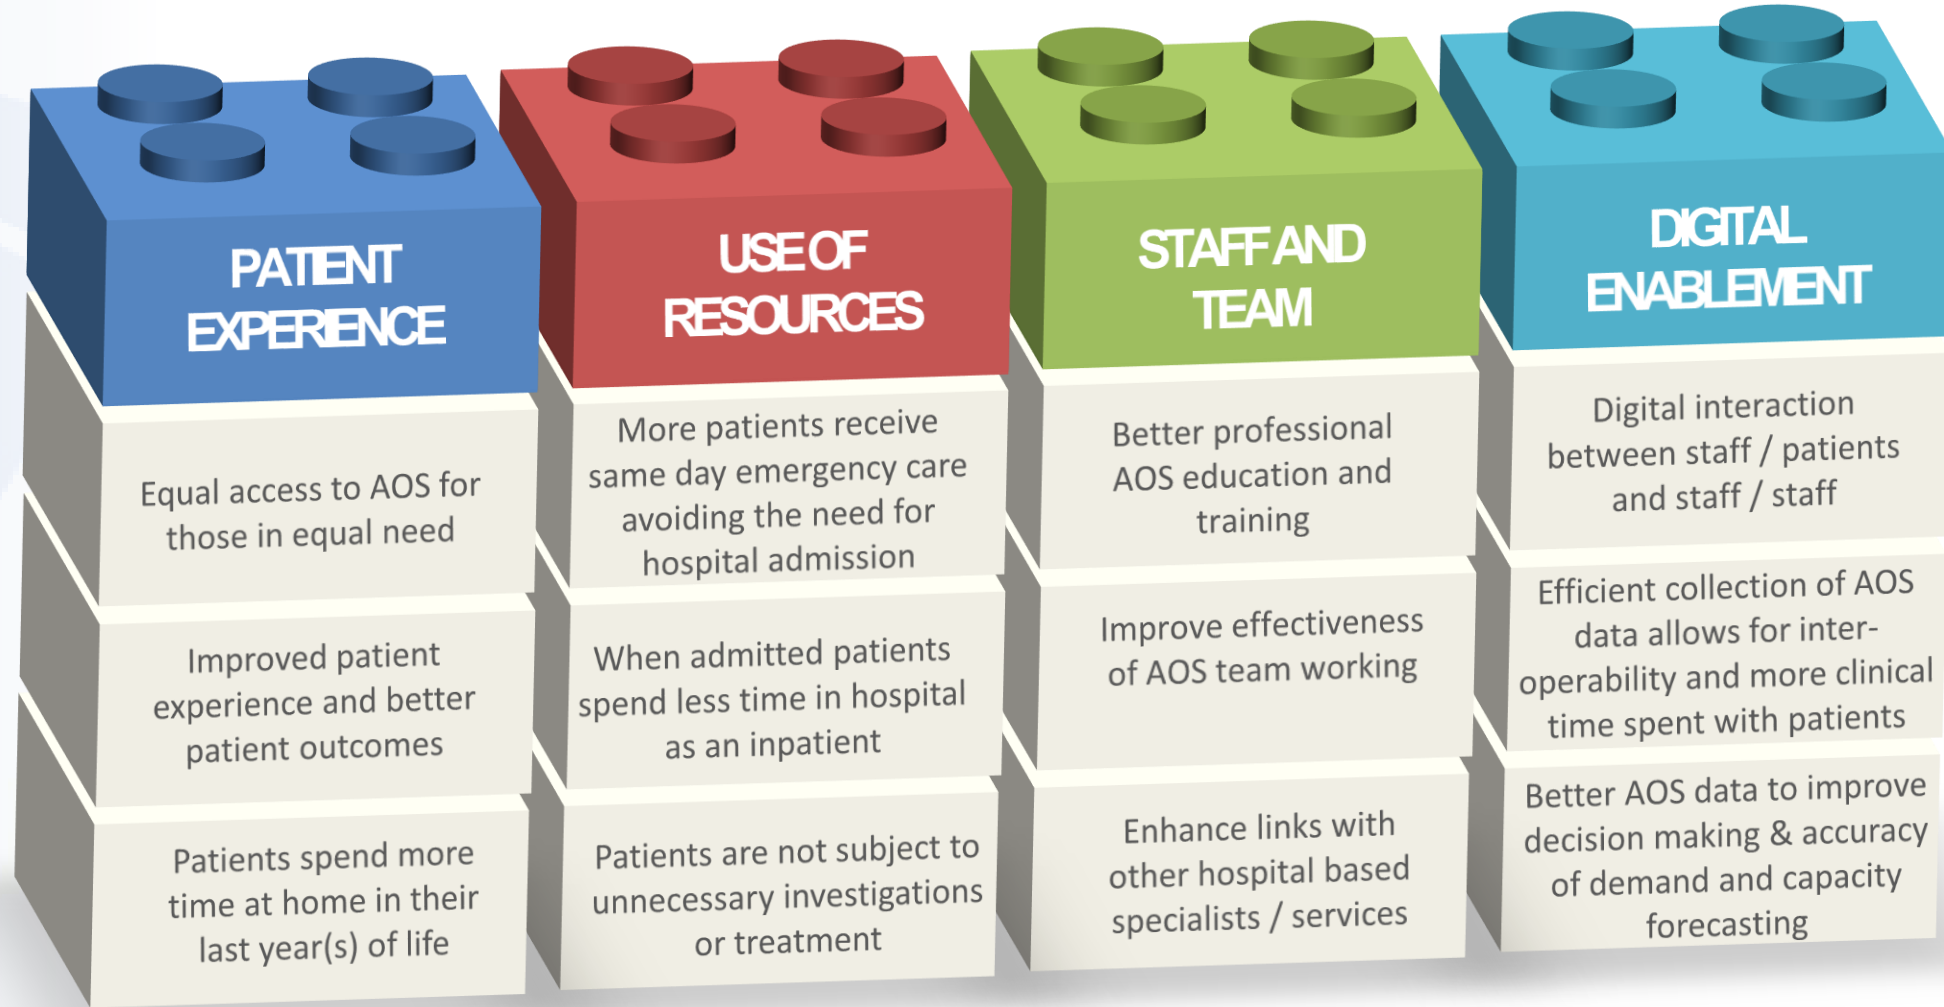 PATIENT
EXPERIENCE
Equal access to AOS for
those in equal need
Improved patient
experience and better
patient outcomes
Patients spend more
time at home in their
last year(s) of life
USE OF
RESOURCES
More patients receive
same day emergency care
avoiding the need for
hospital admission
When admitted patients
spend less time in hospital
as an inpatient
Patients are not subject to
unnecessary investigations
or treatment
STAFF AND
TEAM
Better professional
AOS education and
training
Improve effectiveness
of AOS team working
Enhance links with
other hospital based
specialists / services
DIGITAL
ENABLEMENT
Digital interaction
between staff / patients
and staff / staff
Efficient collection of AOS
data allows for inter-
operability and more clinical
time spent with patients
Better AOS data to improve
decision making & accuracy
of demand and capacity
forecasting